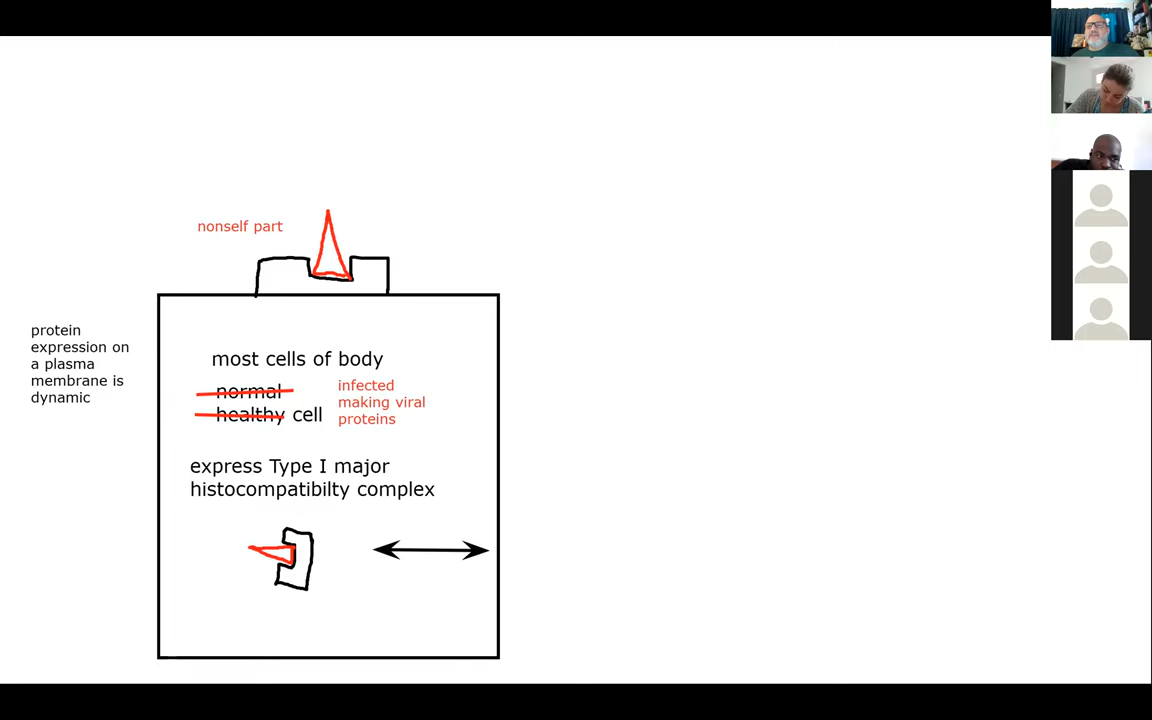 nonself part
protein
expression on
a plasma
membrane is
dynamic
most cells of body
normal
healthy cell
infected
making viral
proteins
express Type I major
histocompatibilty complex